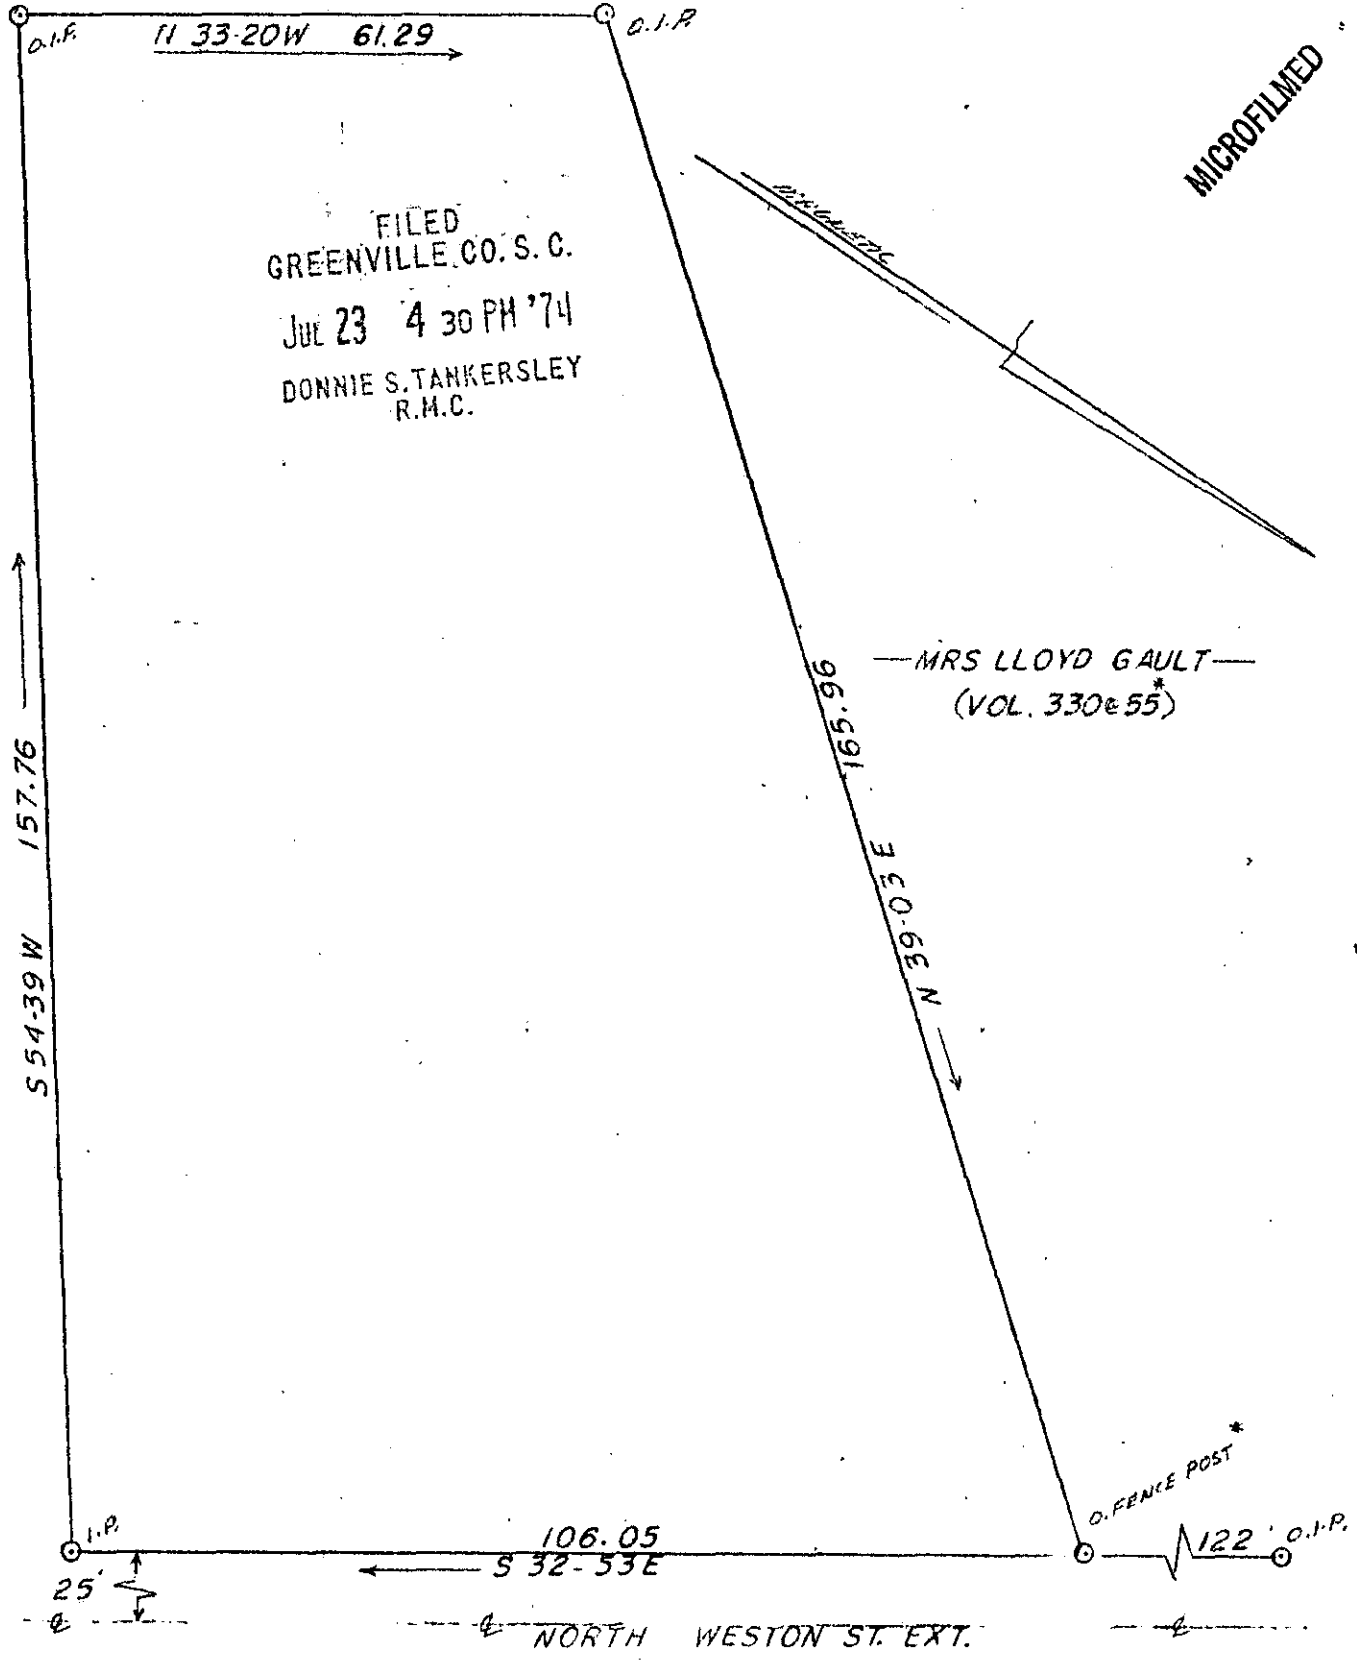 O.I.P.
N 33-20W 61.29
O.I.P.
MICROFILMED
FILED
GREENVILLE CO. S. C.
JUL 23 4 30 PM '74
DONNIE S. TANKERSLEY
R.M.C.
—MRS LLOYD GAULT—
(VOL. 330@55*)
165.96
N 39-03 E
157.76
S 54-39 W
O. FENCE POST *
I.P.
106.05
S 32-53E
122' O.I.P.
25'
℄ ℄ ℄
NORTH WESTON ST. EXT.